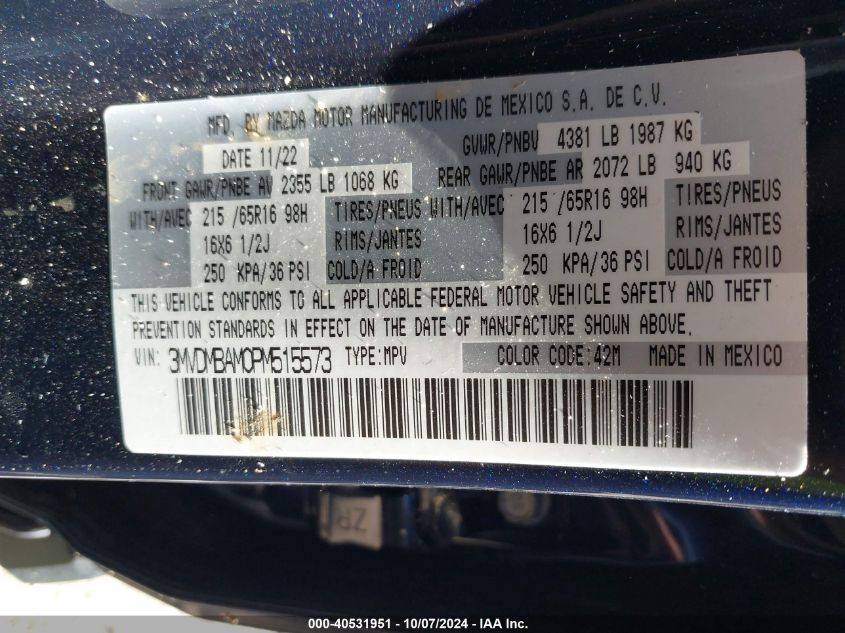 MFD. BY MAZDA MOTOR MANUFACTURING DE MEXICO S.A. DE C.V.
DATE 11/22 GVWR/PNBV 4381 LB 1987 KG
FRONT GAWR/PNBE AV 2355 LB 1068 KG REAR GAWR/PNBE AR 2072 LB 940 KG
WITH/AVEC 215 /65R16 98H TIRES/PNEUS WITH/AVEC 215 /65R16 98H TIRES/PNEUS
16X6 1/2J RIMS/JANTES 16X6 1/2J RIMS/JANTES
250 KPA/36 PSI COLD/A FROID 250 KPA/36 PSI COLD/A FROID
THIS VEHICLE CONFORMS TO ALL APPLICABLE FEDERAL MOTOR VEHICLE SAFETY AND THEFT
PREVENTION STANDARDS IN EFFECT ON THE DATE OF MANUFACTURE SHOWN ABOVE.
VIN: 3MVDMBAM0PM515573 TYPE:MPV COLOR CODE:42M MADE IN MEXICO
ZR
000-40531951 - 10/07/2024 - IAA Inc.